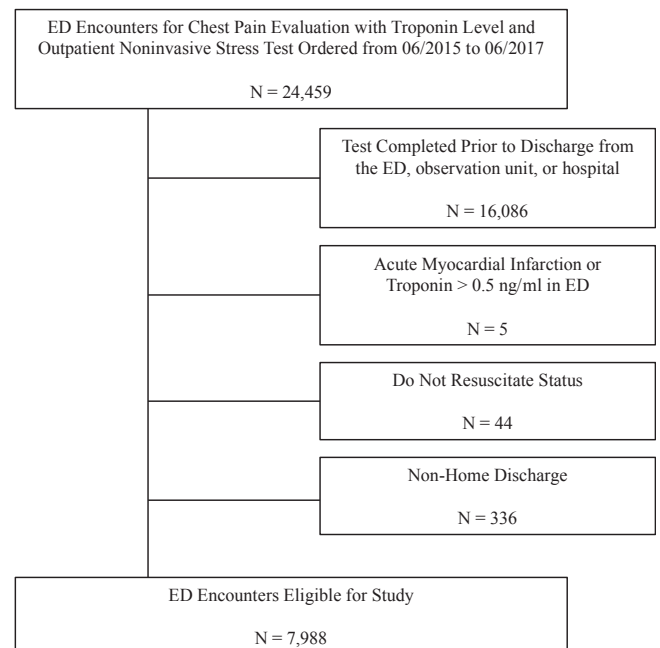 ED Encounters for Chest Pain Evaluation with Troponin Level and
Outpatient Noninvasive Stress Test Ordered from 06/2015 to 06/2017
N = 24,459
Test Completed Prior to Discharge from
the ED, observation unit, or hospital
N = 16,086
Acute Myocardial Infarction or
Troponin > 0.5 ng/ml in ED
N = 5
Do Not Resuscitate Status
N = 44
Non-Home Discharge
N = 336
ED Encounters Eligible for Study
N = 7,988